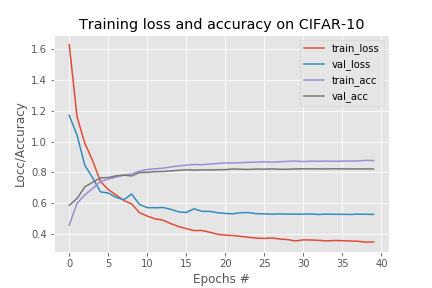 Training loss and accuracy on CIFAR-10
train_loss
val_loss
train_acc
val_acc
Locc/Accuracy
1.6
1.4
1.2
1.0
0.8
0.6
0.4
0 5 10 15 20 25 30 35 40
Epochs #